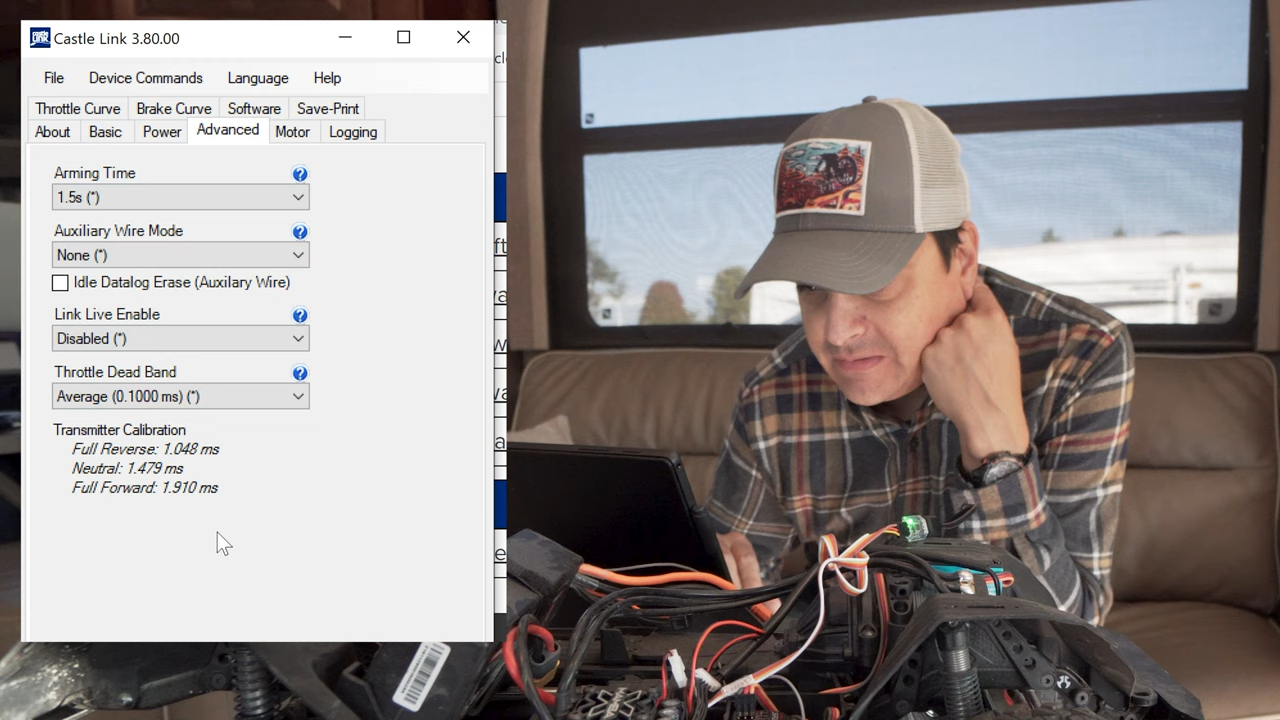 Castle Link 3.80.00
File Device Commands Language Help
Throttle Curve Brake Curve Software Save-Print
About Basic Power Advanced Motor Logging
Arming Time
1.5s (*)
Auxiliary Wire Mode
None (*)
Idle Datalog Erase (Auxilary Wire)
Link Live Enable
Disabled (*)
Throttle Dead Band
Average (0.1000 ms) (*)
Transmitter Calibration
Full Reverse: 1.048 ms
Neutral: 1.479 ms
Full Forward: 1.910 ms